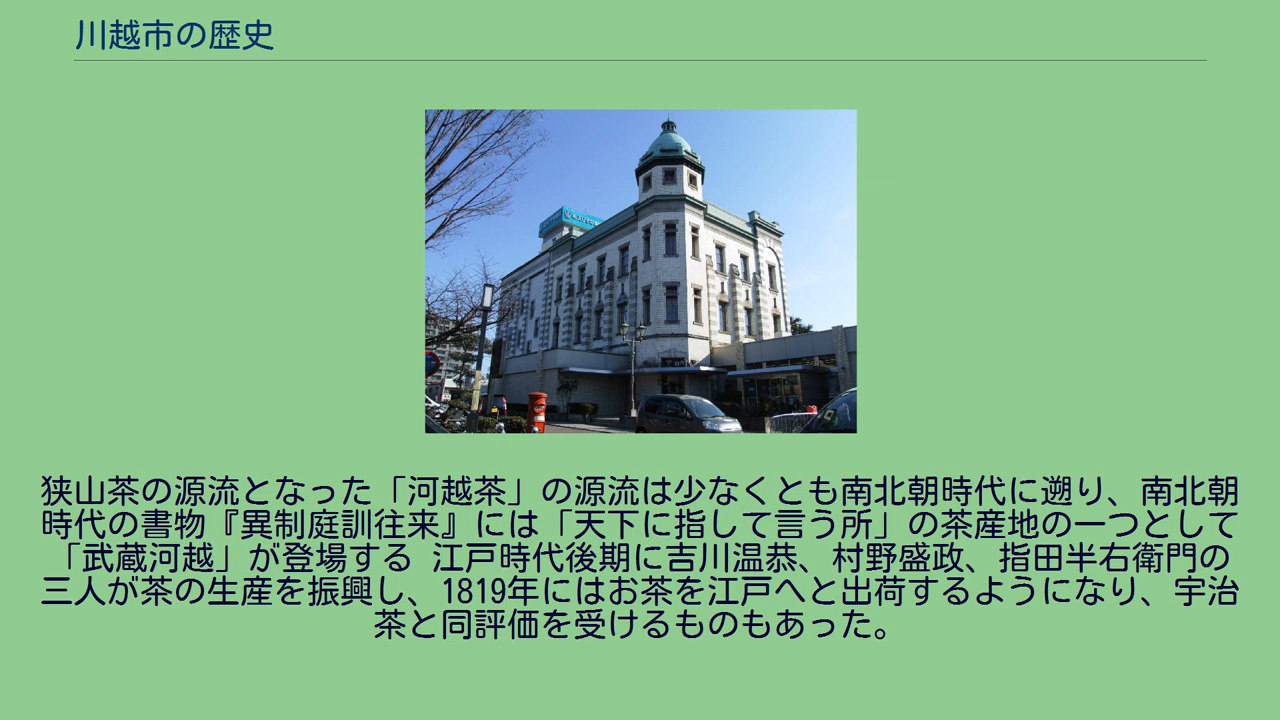 川越市の歴史
狭山茶の源流となった「河越茶」の源流は少なくとも南北朝時代に遡り、南北朝
時代の書物『異制庭訓往来』には「天下に指して言う所」の茶産地の一つとして
「武蔵河越」が登場する 江戸時代後期に吉川温恭、村野盛政、指田半右衛門の
三人が茶の生産を振興し、1819年にはお茶を江戸へと出荷するようになり、宇治
茶と同評価を受けるものもあった。